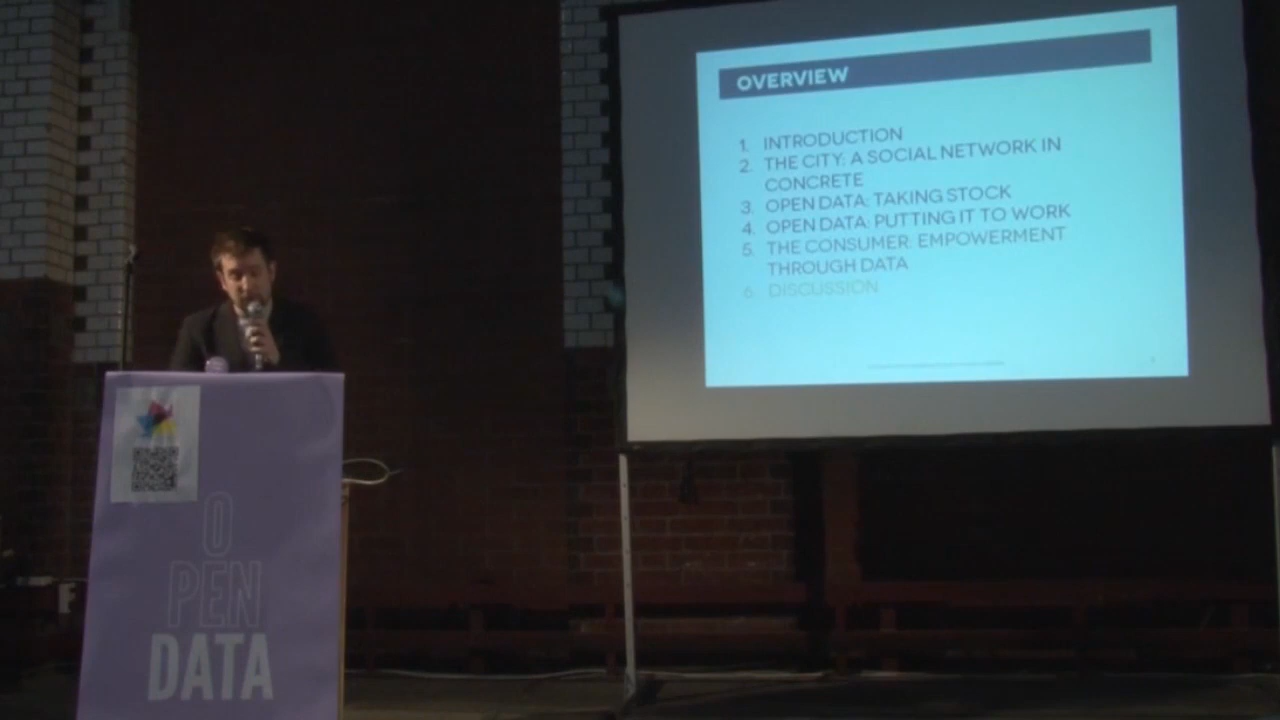 OVERVIEW
1. INTRODUCTION
2. THE CITY: A SOCIAL NETWORK IN
CONCRETE
3. OPEN DATA: TAKING STOCK
4. OPEN DATA: PUTTING IT TO WORK
5. THE CONSUMER: EMPOWERMENT
THROUGH DATA
6. DISCUSSION
O
PEN
DATA